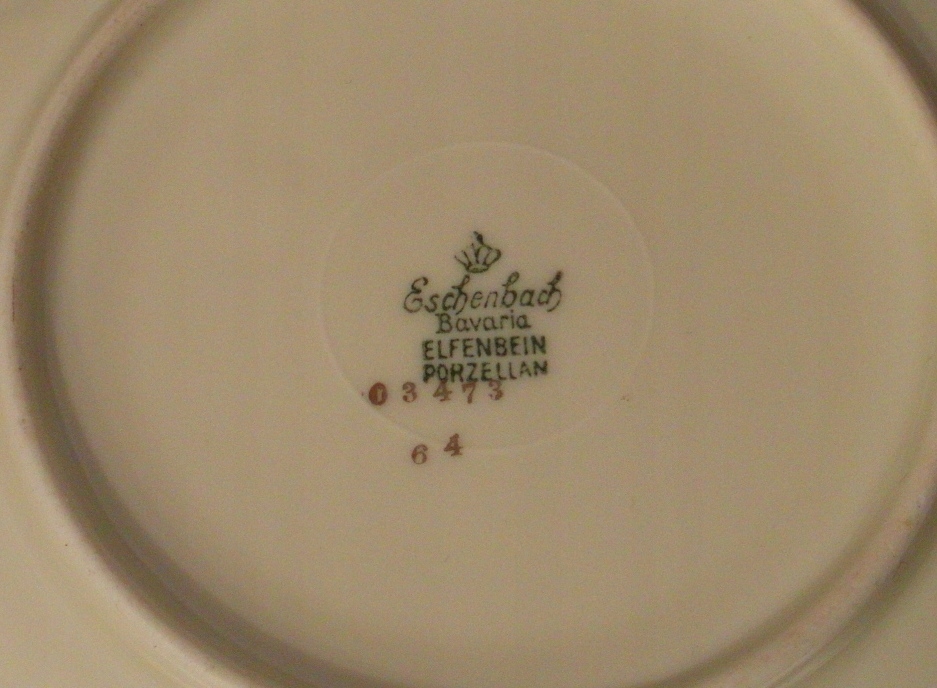 Eschenbach
Bavaria
ELFENBEIN
PORZELLAN
03473
64